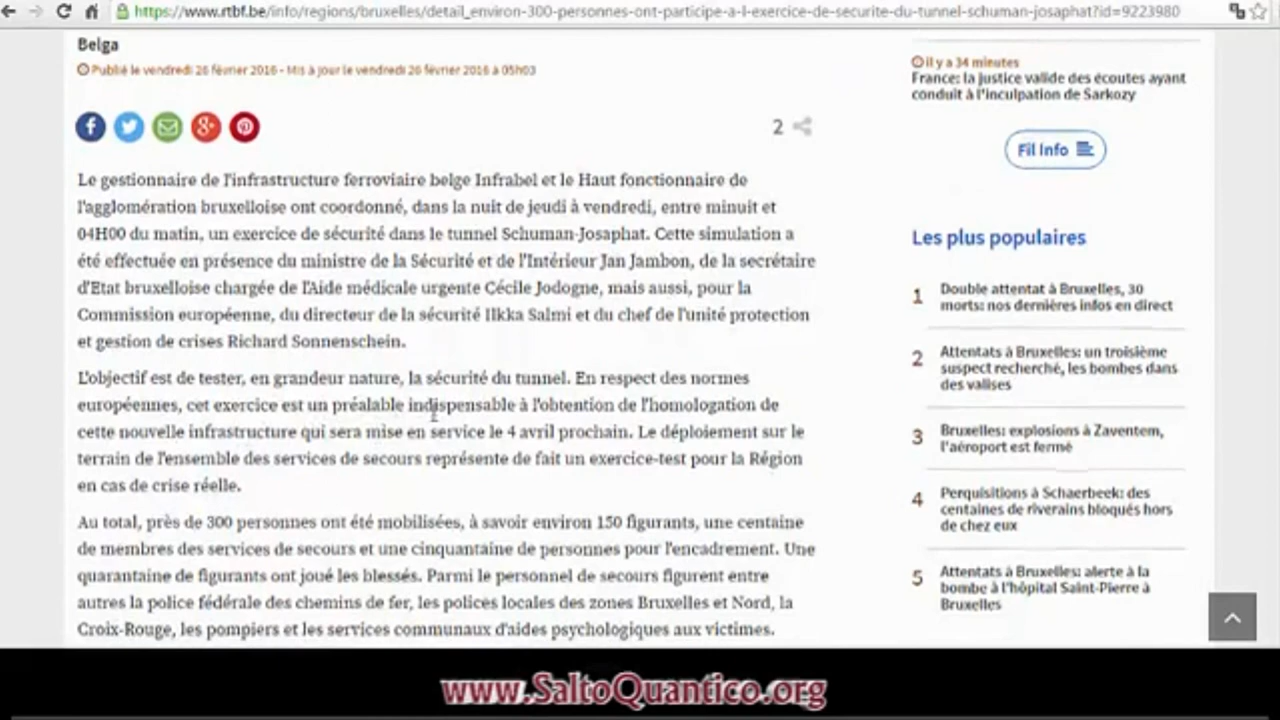 https://www.rtbf.be/info/regions/bruxelles/detail_environ-300-personnes-ont-participe-a-l-exercice-de-securite-du-tunnel-schuman-josaphat?id=9223980
Belga
Publié le vendredi 26 février 2016 - Mis à jour le vendredi 26 février 2016 à 05h03
2
Le gestionnaire de l'infrastructure ferroviaire belge Infrabel et le Haut fonctionnaire de
l'agglomération bruxelloise ont coordonné, dans la nuit de jeudi à vendredi, entre minuit et
04H00 du matin, un exercice de sécurité dans le tunnel Schuman-Josaphat. Cette simulation a
été effectuée en présence du ministre de la Sécurité et de l'Intérieur Jan Jambon, de la secrétaire
d'Etat bruxelloise chargée de l'Aide médicale urgente Cécile Jodogne, mais aussi, pour la
Commission européenne, du directeur de la sécurité Ilkka Salmi et du chef de l'unité protection
et gestion de crises Richard Sonnenschein.
L'objectif est de tester, en grandeur nature, la sécurité du tunnel. En respect des normes
européennes, cet exercice est un préalable indispensable à l'obtention de l'homologation de
cette nouvelle infrastructure qui sera mise en service le 4 avril prochain. Le déploiement sur le
terrain de l'ensemble des services de secours représente de fait un exercice-test pour la Région
en cas de crise réelle.
Au total, près de 300 personnes ont été mobilisées, à savoir environ 150 figurants, une centaine
de membres des services de secours et une cinquantaine de personnes pour l'encadrement. Une
quarantaine de figurants ont joué les blessés. Parmi le personnel de secours figurent entre
autres la police fédérale des chemins de fer, les polices locales des zones Bruxelles et Nord, la
Croix-Rouge, les pompiers et les services communaux d'aides psychologiques aux victimes.
il y a 34 minutes
France: la justice valide des écoutes ayant
conduit à l'inculpation de Sarkozy
Fil Info
Les plus populaires
1
Double attentat à Bruxelles, 30
morts: nos dernières infos en direct
2
Attentats à Bruxelles: un troisième
suspect recherché, les bombes dans
des valises
3
Bruxelles: explosions à Zaventem,
l'aéroport est fermé
4
Perquisitions à Schaerbeek: des
centaines de riverains bloqués hors
de chez eux
5
Attentats à Bruxelles: alerte à la
bombe à l'hôpital Saint-Pierre à
Bruxelles
www.SaltoQuantico.org